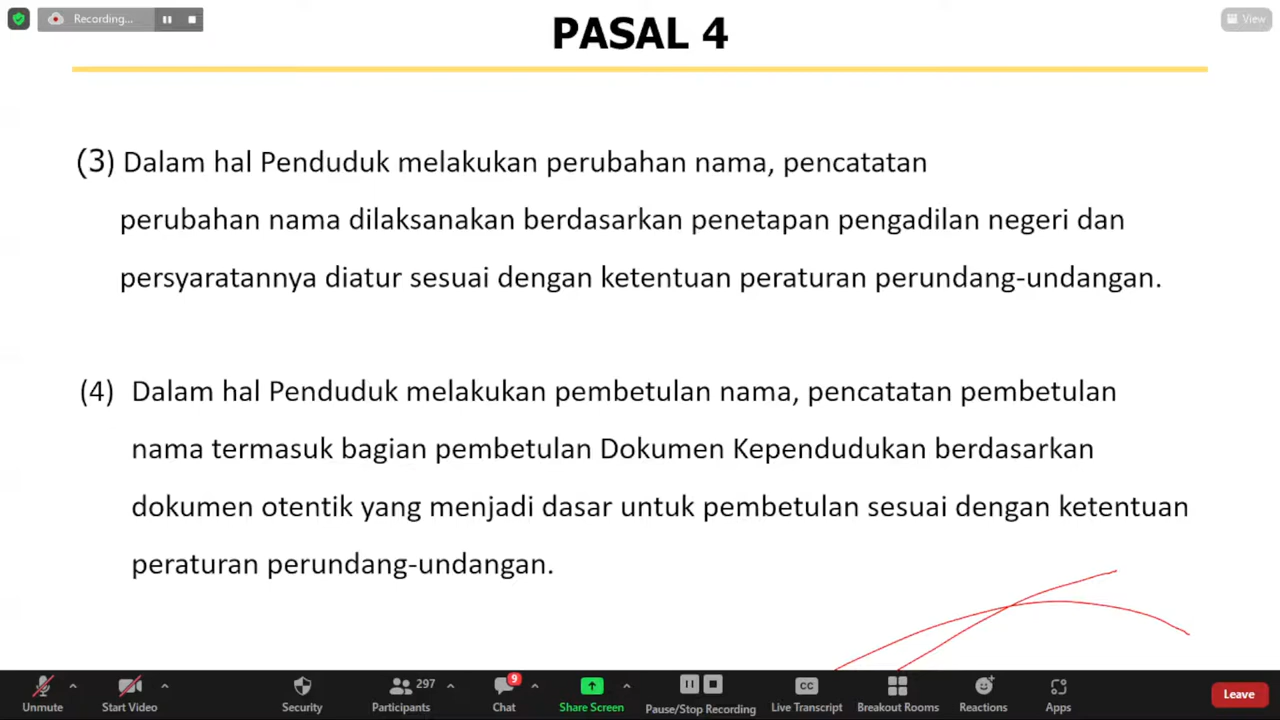 Recording...
View
PASAL 4
(3) Dalam hal Penduduk melakukan perubahan nama, pencatatan
perubahan nama dilaksanakan berdasarkan penetapan pengadilan negeri dan
persyaratannya diatur sesuai dengan ketentuan peraturan perundang-undangan.
(4) Dalam hal Penduduk melakukan pembetulan nama, pencatatan pembetulan
nama termasuk bagian pembetulan Dokumen Kependudukan berdasarkan
dokumen otentik yang menjadi dasar untuk pembetulan sesuai dengan ketentuan
peraturan perundang-undangan.
Unmute
Start Video
Security
297
Participants
9
Chat
Share Screen
Pause/Stop Recording
CC
Live Transcript
Breakout Rooms
Reactions
Apps
Leave